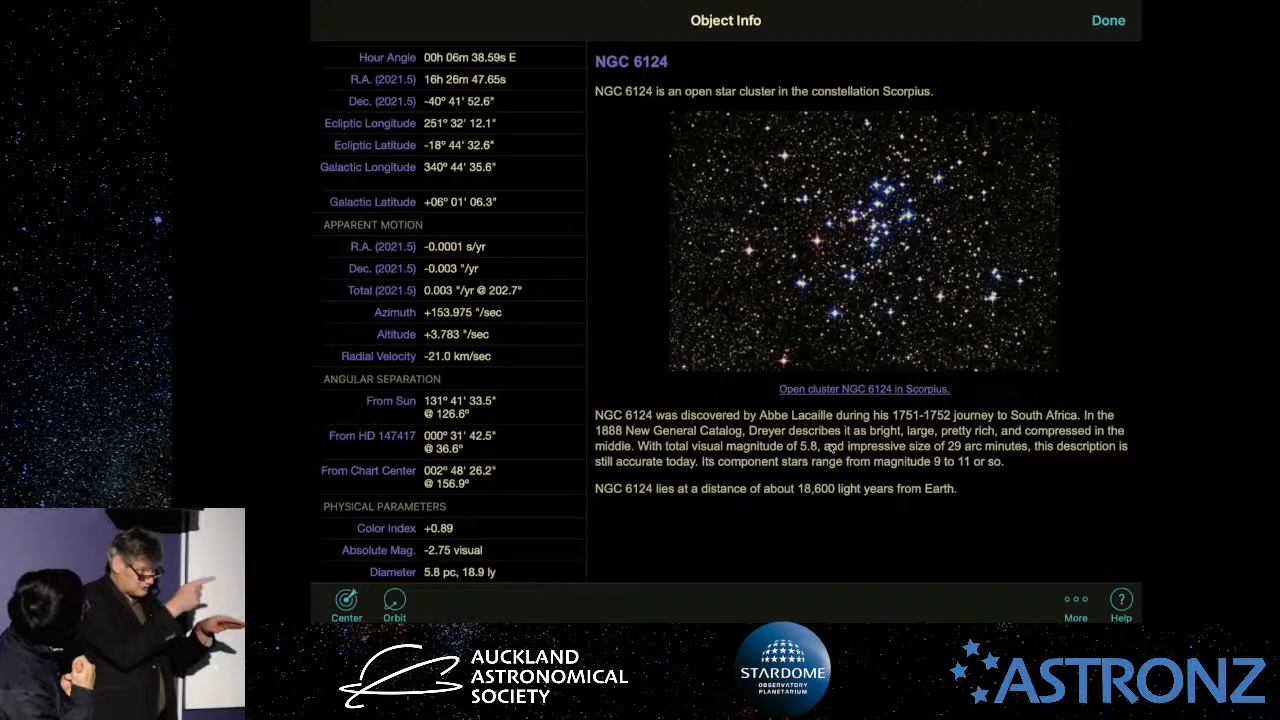 Object Info
Done
Hour Angle 00h 06m 38.59s E
R.A. (2021.5) 16h 26m 47.65s
Dec. (2021.5) -40° 41' 52.6"
Ecliptic Longitude 251° 32' 12.1"
Ecliptic Latitude -18° 44' 32.6"
Galactic Longitude 340° 44' 35.6"
Galactic Latitude +06° 01' 06.3"
APPARENT MOTION
R.A. (2021.5) -0.0001 s/yr
Dec. (2021.5) -0.003 "/yr
Total (2021.5) 0.003 "/yr @ 202.7°
Azimuth +153.975 "/sec
Altitude +3.783 "/sec
Radial Velocity -21.0 km/sec
ANGULAR SEPARATION
From Sun 131° 41' 33.5"
@ 126.6°
From HD 147417 000° 31' 42.5"
@ 36.6°
From Chart Center 002° 48' 26.2"
@ 156.9°
PHYSICAL PARAMETERS
Color Index +0.89
Absolute Mag. -2.75 visual
Diameter 5.8 pc, 18.9 ly
NGC 6124
NGC 6124 is an open star cluster in the constellation Scorpius.
Open cluster NGC 6124 in Scorpius.
NGC 6124 was discovered by Abbe Lacaille during his 1751-1752 journey to South Africa. In the
1888 New General Catalog, Dreyer describes it as bright, large, pretty rich, and compressed in the
middle. With total visual magnitude of 5.8, and impressive size of 29 arc minutes, this description is
still accurate today. Its component stars range from magnitude 9 to 11 or so.
NGC 6124 lies at a distance of about 18,600 light years from Earth.
Center
Orbit
More
?
Help
AUCKLAND
ASTRONOMICAL
SOCIETY
STARDOME
OBSERVATORY
PLANETARIUM
ASTRONZ